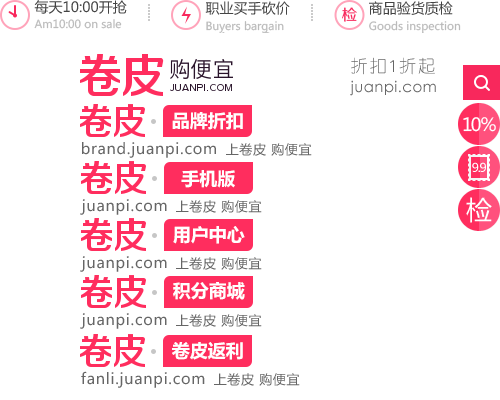 每天10:00开抢
Am10:00 on sale
职业买手砍价
Buyers bargain
检
商品验货质检
Goods inspection
卷皮 购便宜
JUANPI.COM
折扣1折起
juanpi.com
10%
9.9
检
卷皮·品牌折扣
brand.juanpi.com 上卷皮 购便宜
卷皮·手机版
juanpi.com 上卷皮 购便宜
卷皮·用户中心
juanpi.com 上卷皮 购便宜
卷皮·积分商城
juanpi.com 上卷皮 购便宜
卷皮·卷皮返利
fanli.juanpi.com 上卷皮 购便宜